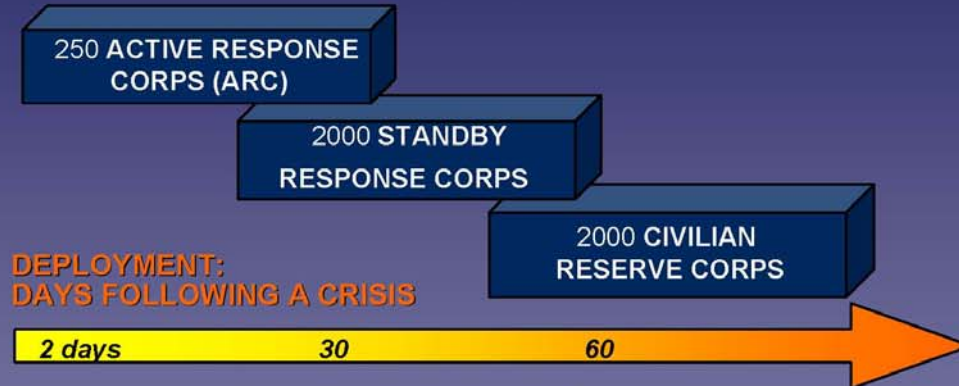 250 ACTIVE RESPONSE
CORPS (ARC)
2000 STANDBY
RESPONSE CORPS
2000 CIVILIAN
RESERVE CORPS
DEPLOYMENT:
DAYS FOLLOWING A CRISIS
2 days 30 60